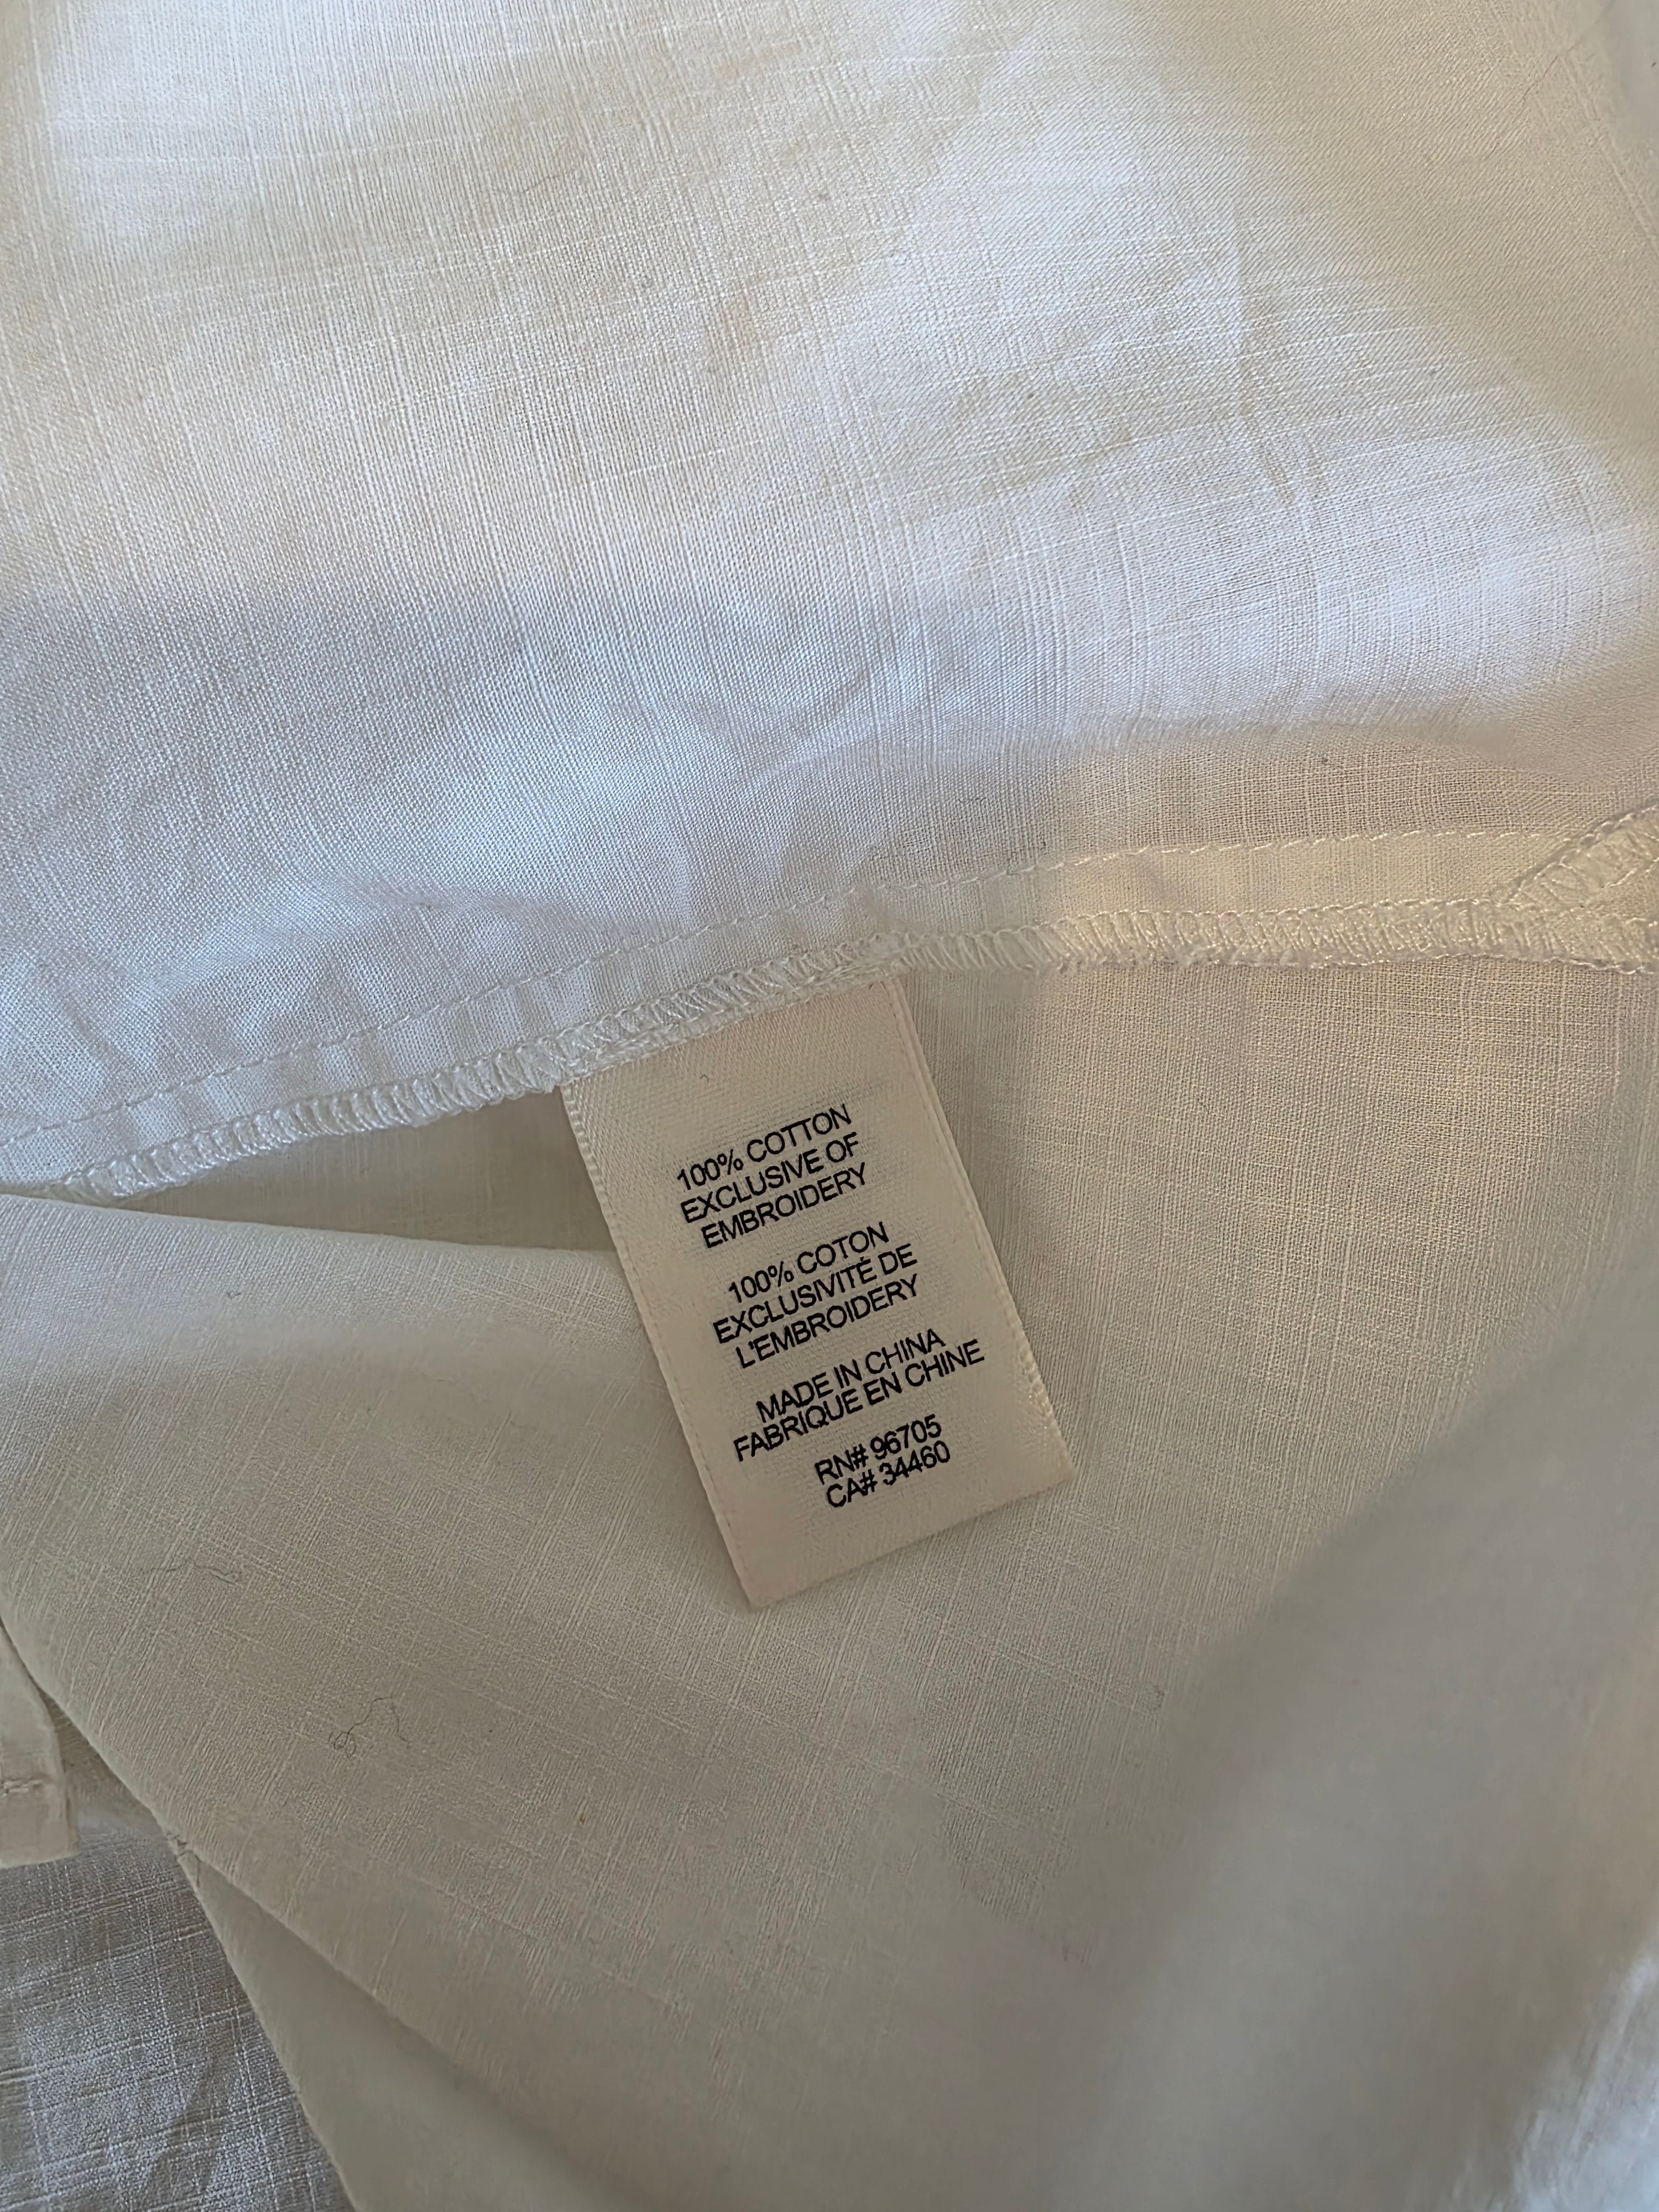 100% COTTON
EXCLUSIVE OF
EMBROIDERY
100% COTON
EXCLUSIVITÉ DE
L'EMBROIDERY
MADE IN CHINA
FABRIQUE EN CHINE
RN# 96705
CA# 34460